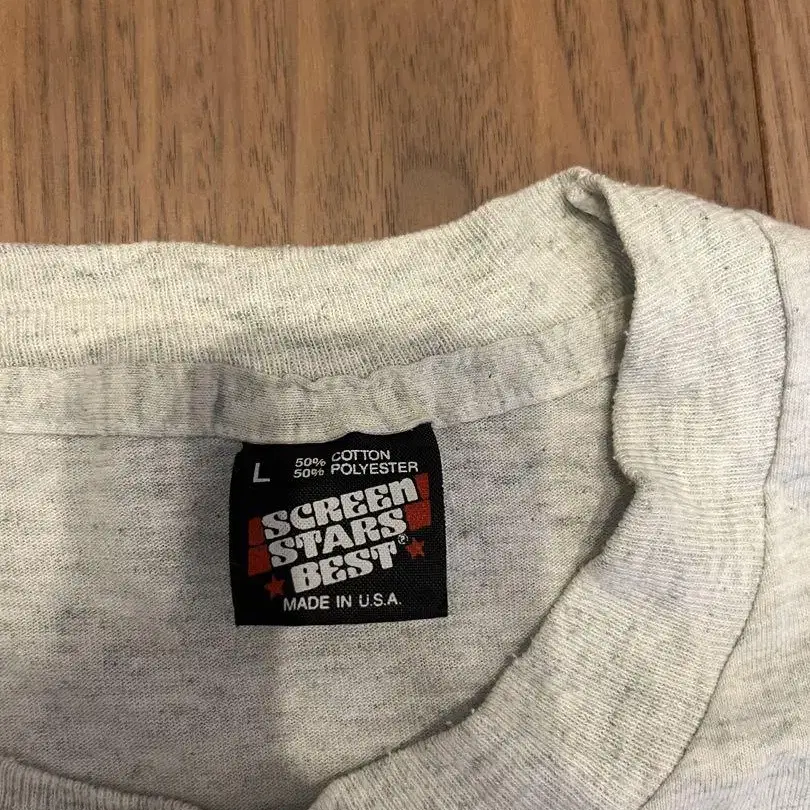 L
50% COTTON
50% POLYESTER
SCREEN
STARS
BEST®
MADE IN U.S.A.